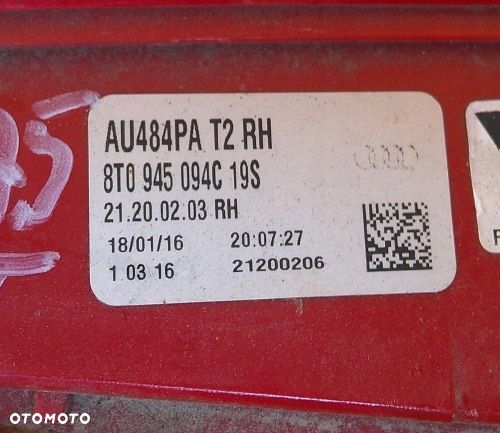 AU484PA T2 RH
8T0 945 094C 19S
21.20.02.03 RH
18/01/16 20:07:27
1 03 16 21200206
OTOMOTO